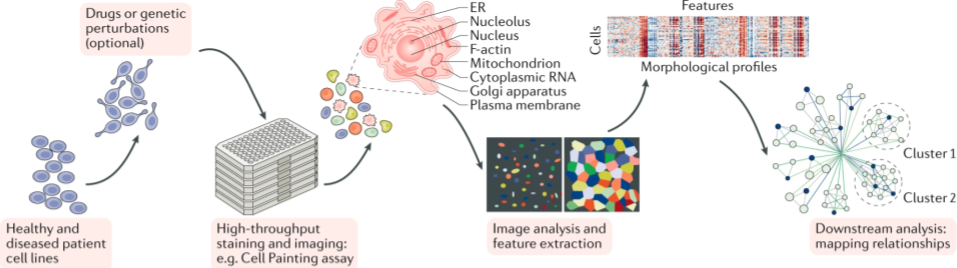 Drugs or genetic
perturbations
(optional)
ER
Nucleolus
Nucleus
F-actin
Mitochondrion
Cytoplasmic RNA
Golgi apparatus
Plasma membrane
Features
Cells
Morphological profiles
Cluster 1
Cluster 2
Healthy and
diseased patient
cell lines
High-throughput
staining and imaging:
e.g. Cell Painting assay
Image analysis and
feature extraction
Downstream analysis:
mapping relationships